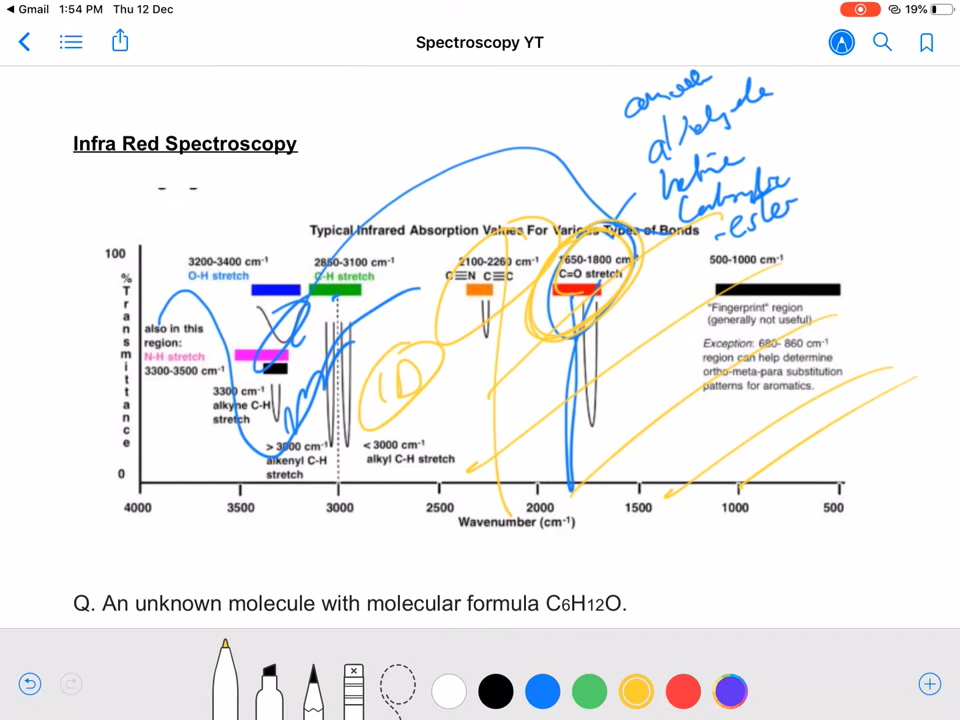 Gmail 1:54 PM Thu 12 Dec 19%
Spectroscopy YT
Infra Red Spectroscopy
Typical Infrared Absorption Values For Various Types of Bonds
100
% Transmittance
0
3200-3400 cm-1
O-H stretch
2850-3100 cm-1
C-H stretch
2100-2260 cm-1
C≡N C≡C
1650-1800 cm-1
C=O stretch
500-1000 cm-1
also in this
region:
N-H stretch
3300-3500 cm-1
3300 cm-1
alkyne C-H
stretch
> 3000 cm-1
alkenyl C-H
stretch
< 3000 cm-1
alkyl C-H stretch
"Fingerprint" region
(generally not useful)
Exception: 680- 860 cm-1
region can help determine
ortho-meta-para substitution
patterns for aromatics.
-ester
4000 3500 3000 2500 2000 1500 1000 500
Wavenumber (cm-1)
Q. An unknown molecule with molecular formula C6H12O.